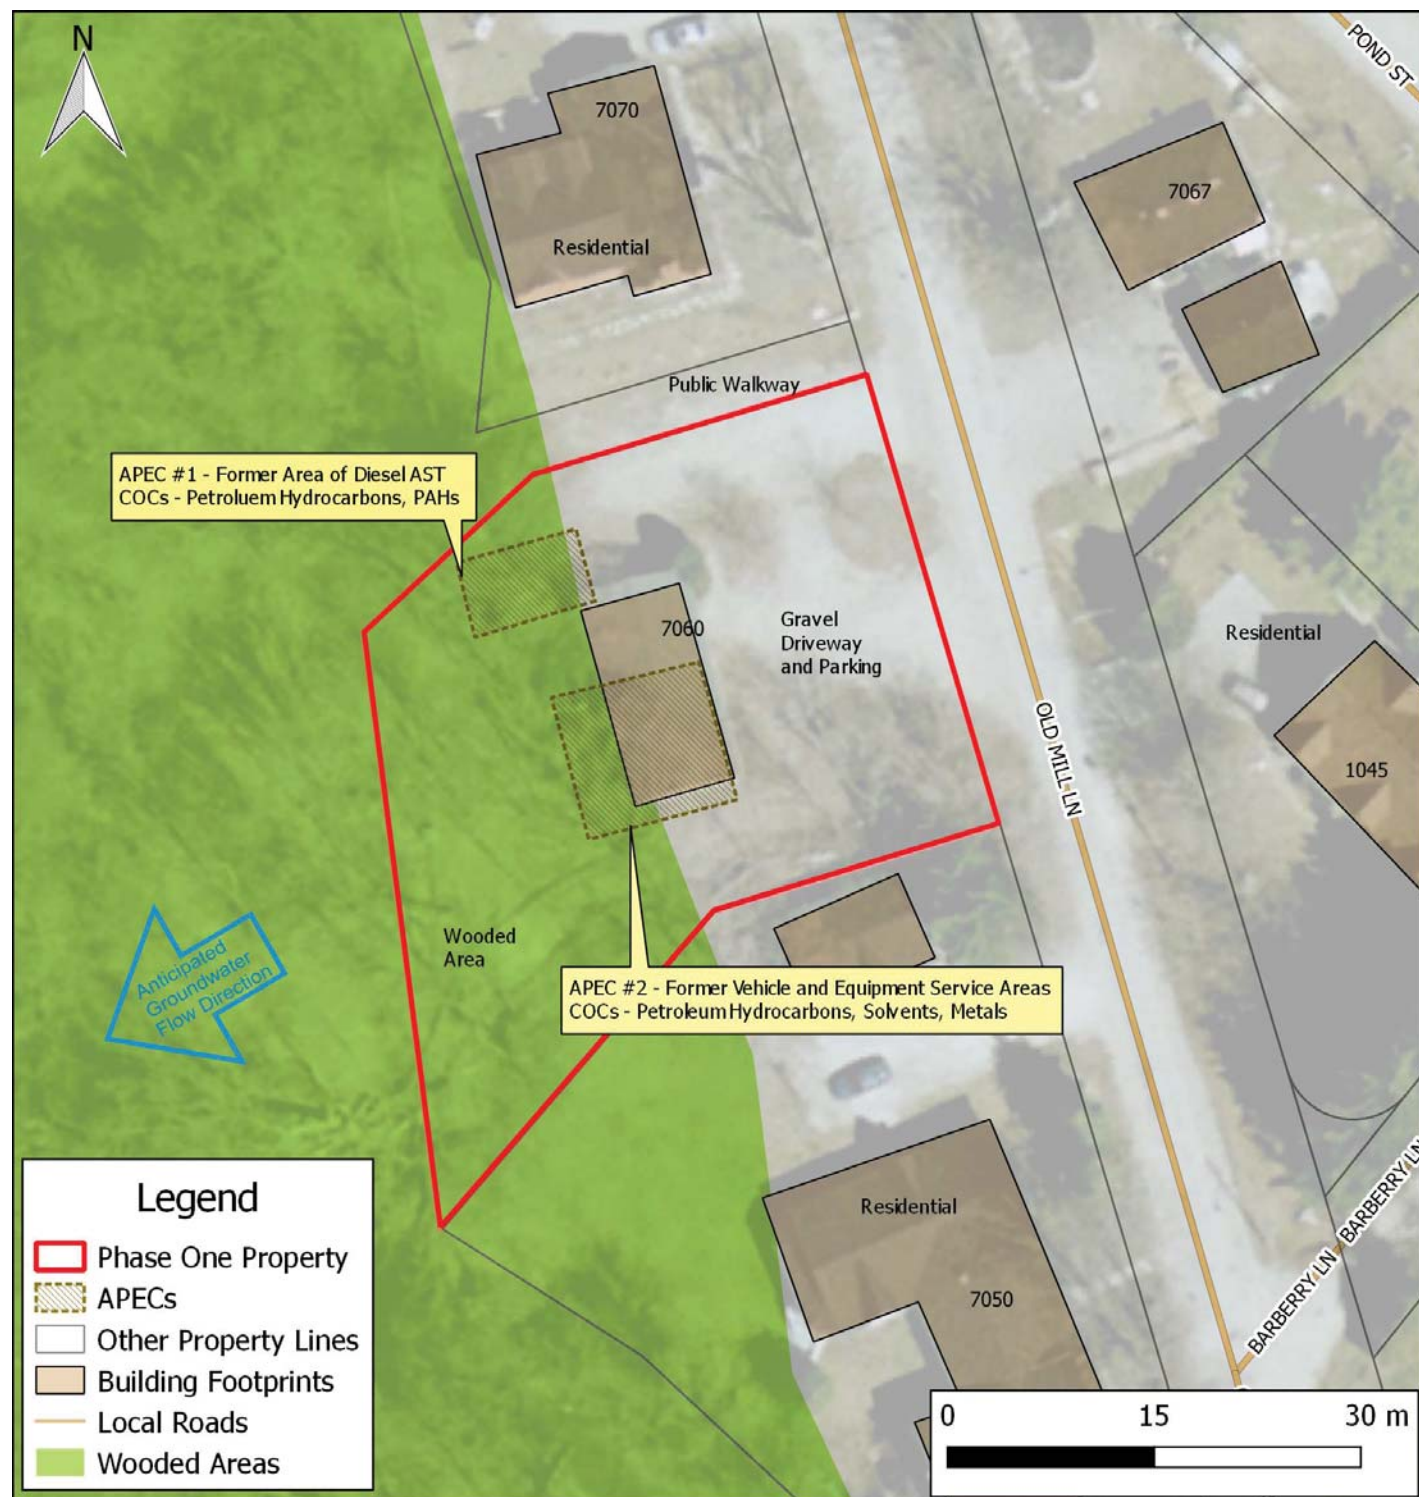 N
POND ST
7070
7067
Residential
Public Walkway
APEC #1 - Former Area of Diesel AST
COCs - Petroluem Hydrocarbons, PAHs
7060
Gravel
Driveway
and Parking
Residential
OLD MILL LN
1045
Wooded
Area
Anticipated
Groundwater
Flow Direction
APEC #2 - Former Vehicle and Equipment Service Areas
COCs - Petroleum Hydrocarbons, Solvents, Metals
Residential
7050
BARBERRY LN
BARBERRY LN
Legend
Phase One Property
APECs
Other Property Lines
Building Footprints
Local Roads
Wooded Areas
0 15 30 m